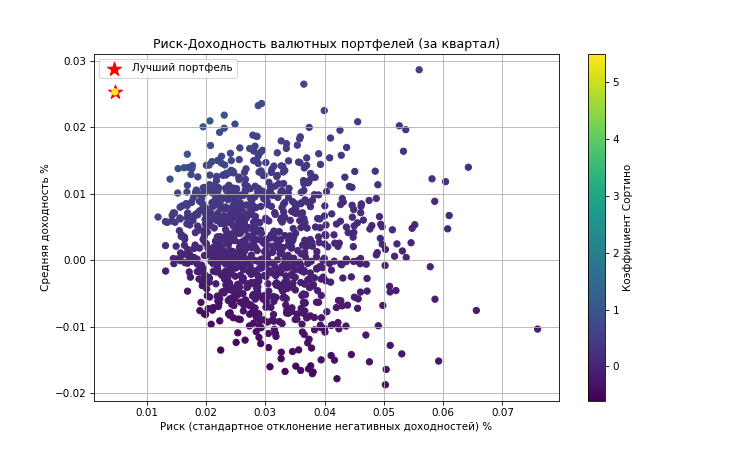 Риск-Доходность валютных портфелей (за квартал)
Лучший портфель
Средняя доходность %
0.03
0.02
0.01
0.00
−0.01
−0.02
0.01 0.02 0.03 0.04 0.05 0.06 0.07
Риск (стандартное отклонение негативных доходностей) %
5
4
3
2
1
0
Коэффициент Сортино